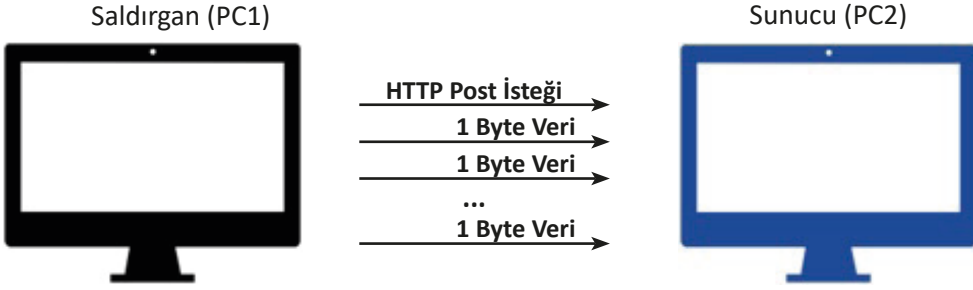 Saldırgan (PC1)
Sunucu (PC2)
HTTP Post İsteği
1 Byte Veri
1 Byte Veri
...
1 Byte Veri